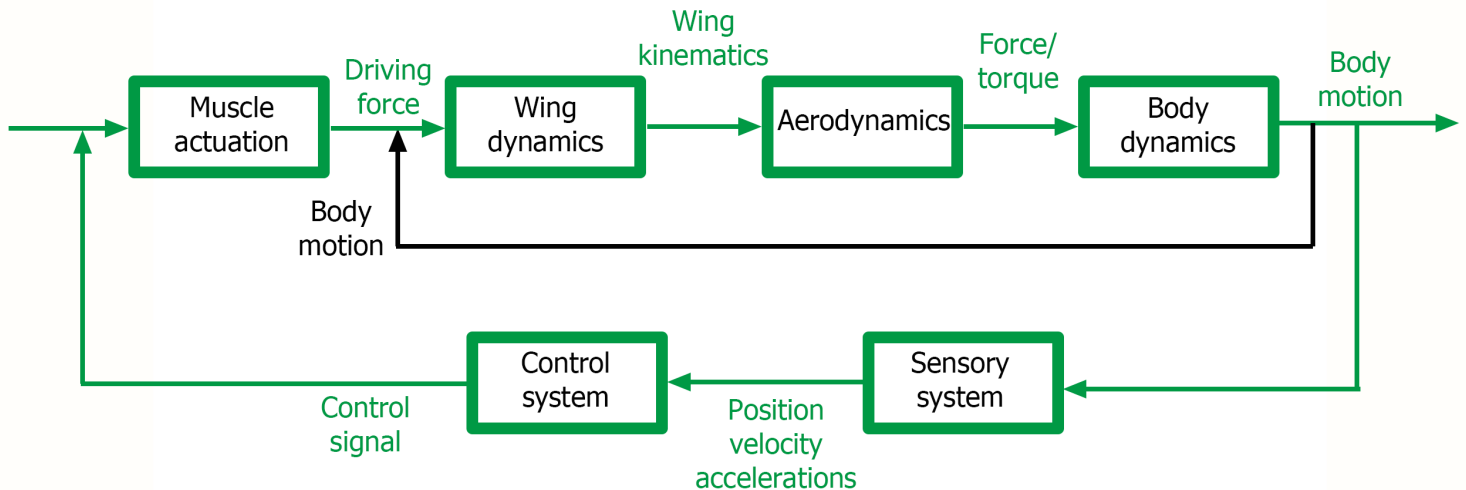 Wing
kinematics
Driving
force
Force/
torque
Body
motion
Muscle
actuation
Wing
dynamics
Aerodynamics
Body
dynamics
Body
motion
Control
system
Sensory
system
Control
signal
Position
velocity
accelerations